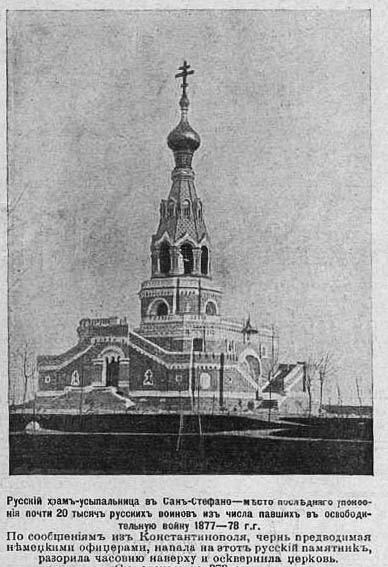 Русскій храмъ-усыпальница въ Санъ-Стефано—мѣсто послѣдняго упокое-
нія почти 20 тысячъ русскихъ воиновъ изъ числа павшихъ въ освободи-
тельную войну 1877—78 г.г.
По сообщеніямъ изъ Константинополя, чернь предводимая
нѣмецкими офицерами, напала на этотъ русскій памятникъ,
разорила часовню наверху и осквернила церковь.